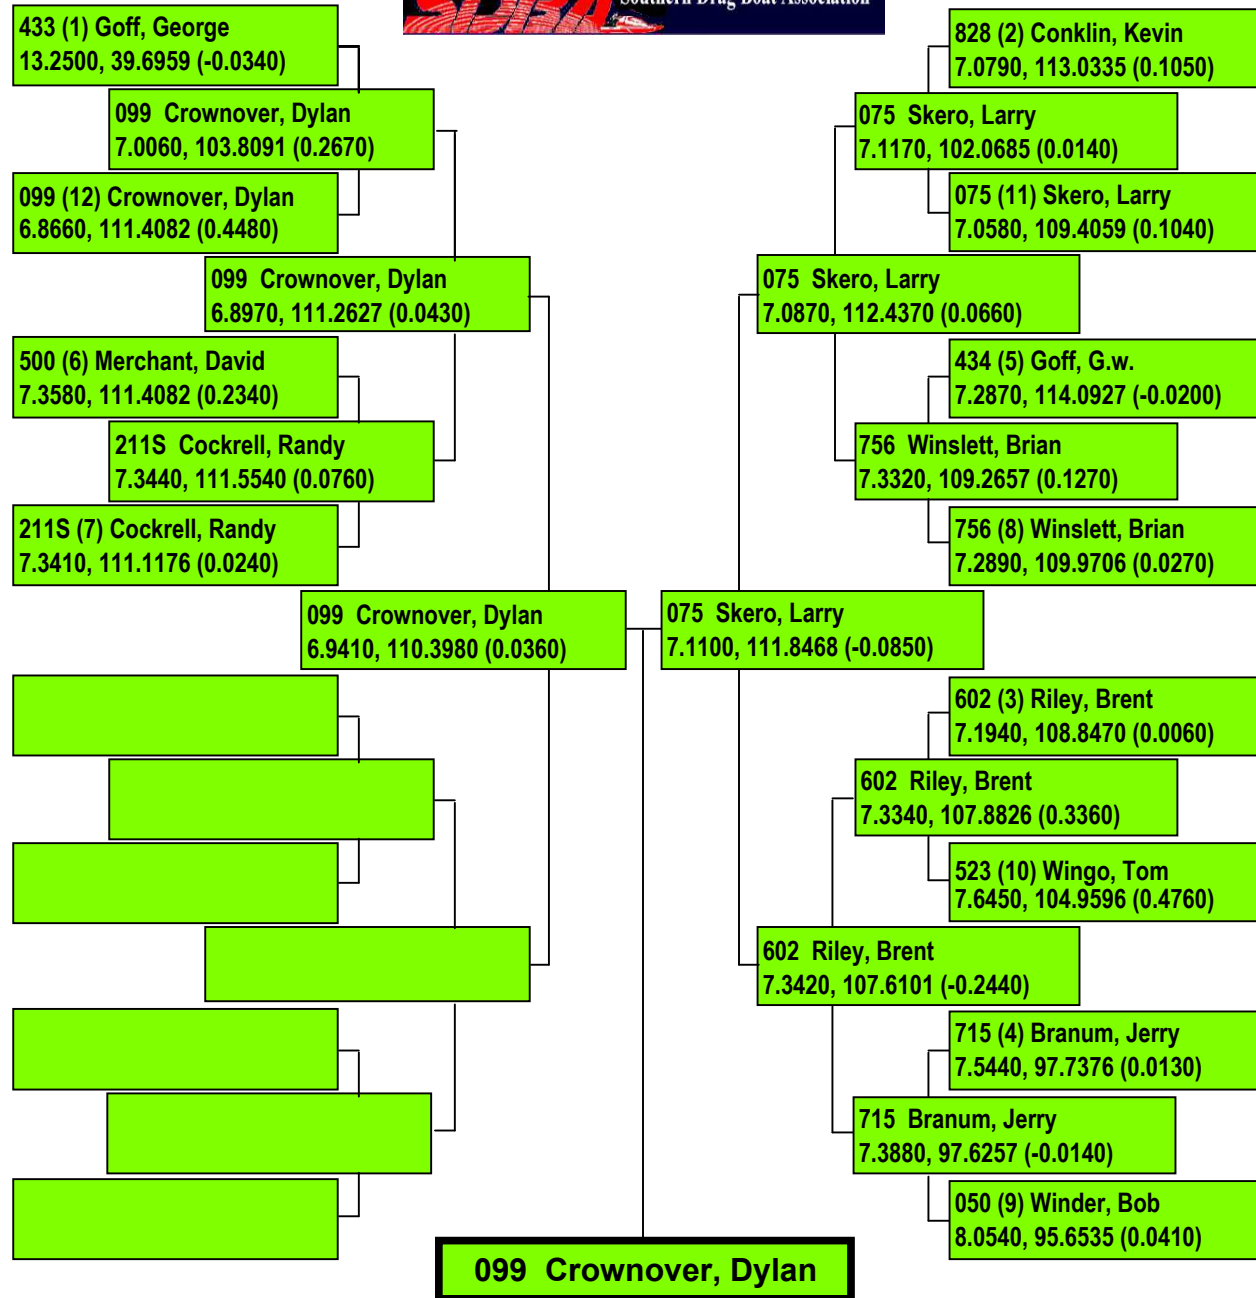 SDBA
Southern Drag Boat Association
433 (1) Goff, George
13.2500, 39.6959 (-0.0340)
099 Crownover, Dylan
7.0060, 103.8091 (0.2670)
099 (12) Crownover, Dylan
6.8660, 111.4082 (0.4480)
099 Crownover, Dylan
6.8970, 111.2627 (0.0430)
500 (6) Merchant, David
7.3580, 111.4082 (0.2340)
211S Cockrell, Randy
7.3440, 111.5540 (0.0760)
211S (7) Cockrell, Randy
7.3410, 111.1176 (0.0240)
099 Crownover, Dylan
6.9410, 110.3980 (0.0360)
828 (2) Conklin, Kevin
7.0790, 113.0335 (0.1050)
075 Skero, Larry
7.1170, 102.0685 (0.0140)
075 (11) Skero, Larry
7.0580, 109.4059 (0.1040)
075 Skero, Larry
7.0870, 112.4370 (0.0660)
434 (5) Goff, G.w.
7.2870, 114.0927 (-0.0200)
756 Winslett, Brian
7.3320, 109.2657 (0.1270)
756 (8) Winslett, Brian
7.2890, 109.9706 (0.0270)
075 Skero, Larry
7.1100, 111.8468 (-0.0850)
602 (3) Riley, Brent
7.1940, 108.8470 (0.0060)
602 Riley, Brent
7.3340, 107.8826 (0.3360)
523 (10) Wingo, Tom
7.6450, 104.9596 (0.4760)
602 Riley, Brent
7.3420, 107.6101 (-0.2440)
715 (4) Branum, Jerry
7.5440, 97.7376 (0.0130)
715 Branum, Jerry
7.3880, 97.6257 (-0.0140)
050 (9) Winder, Bob
8.0540, 95.6535 (0.0410)
099 Crownover, Dylan